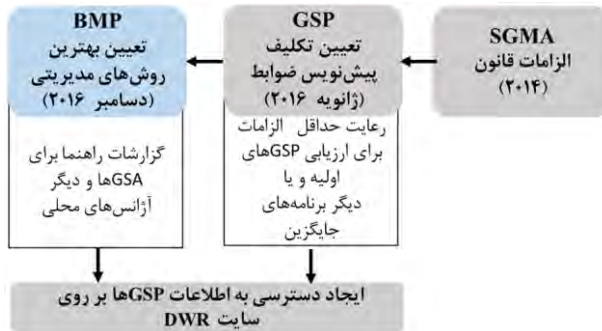 SGMA
الزامات قانون
(۲۰۱۴)
GSP
تعیین تکلیف
پیش‌نویس ضوابط
(ژانویه ۲۰۱۶)
رعایت حداقل الزامات
برای ارزیابی GSPهای
اولیه و یا
دیگر برنامه‌های
جایگزین
BMP
تعیین بهترین
روش‌های مدیریتی
(دسامبر ۲۰۱۶)
گزارشات راهنما برای
GSAها و دیگر
آژانس‌های محلی
ایجاد دسترسی به اطلاعات GSPها بر روی
سایت DWR